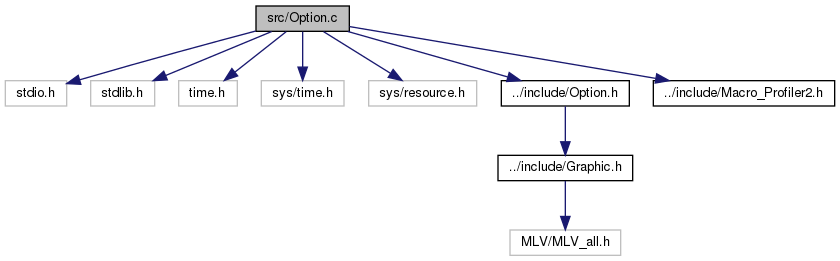 src/Option.c
stdio.h
stdlib.h
time.h
sys/time.h
sys/resource.h
../include/Option.h
../include/Macro_Profiler2.h
../include/Graphic.h
MLV/MLV_all.h